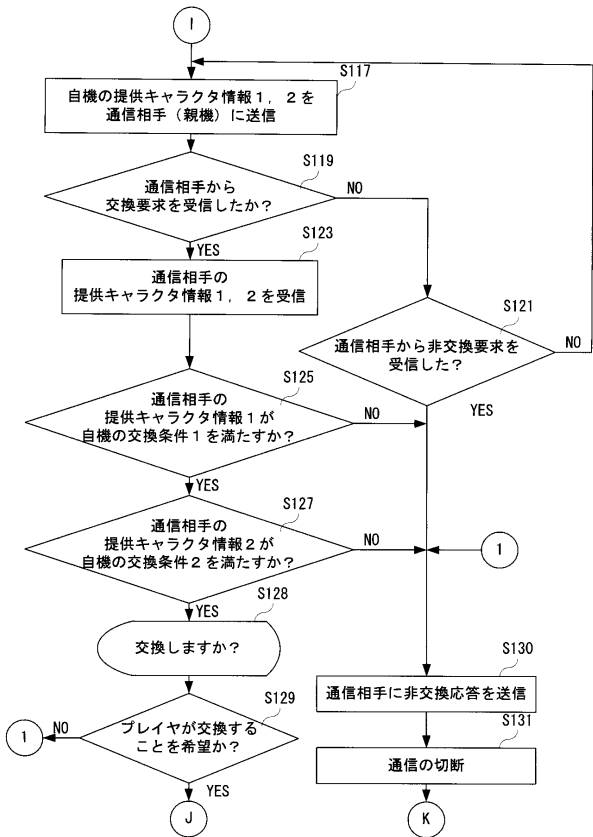 I
S117
自機の提供キャラクタ情報１，２を
通信相手（親機）に送信
S119
通信相手から
交換要求を受信したか？
NO
YES
S123
通信相手の
提供キャラクタ情報１，２を受信
S121
通信相手から非交換要求を
受信した？
NO
YES
S125
通信相手の
提供キャラクタ情報１が
自機の交換条件１を満たすか？
NO
YES
S127
通信相手の
提供キャラクタ情報２が
自機の交換条件２を満たすか？
NO
1
YES
S128
交換しますか？
S130
通信相手に非交換応答を送信
S129
プレイヤが交換する
ことを希望か？
NO
1
YES
S131
通信の切断
J
K